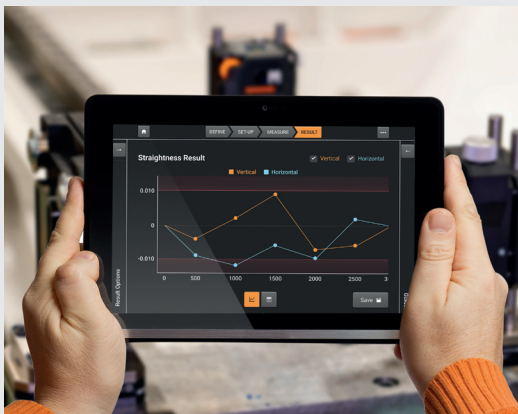 DEFINE SET-UP MEASURE RESULT
Straightness Result
Vertical Horizontal
Vertical Horizontal
0.010
0
-0.010
0 500 1000 1500 2000 2500
Result Options
Save